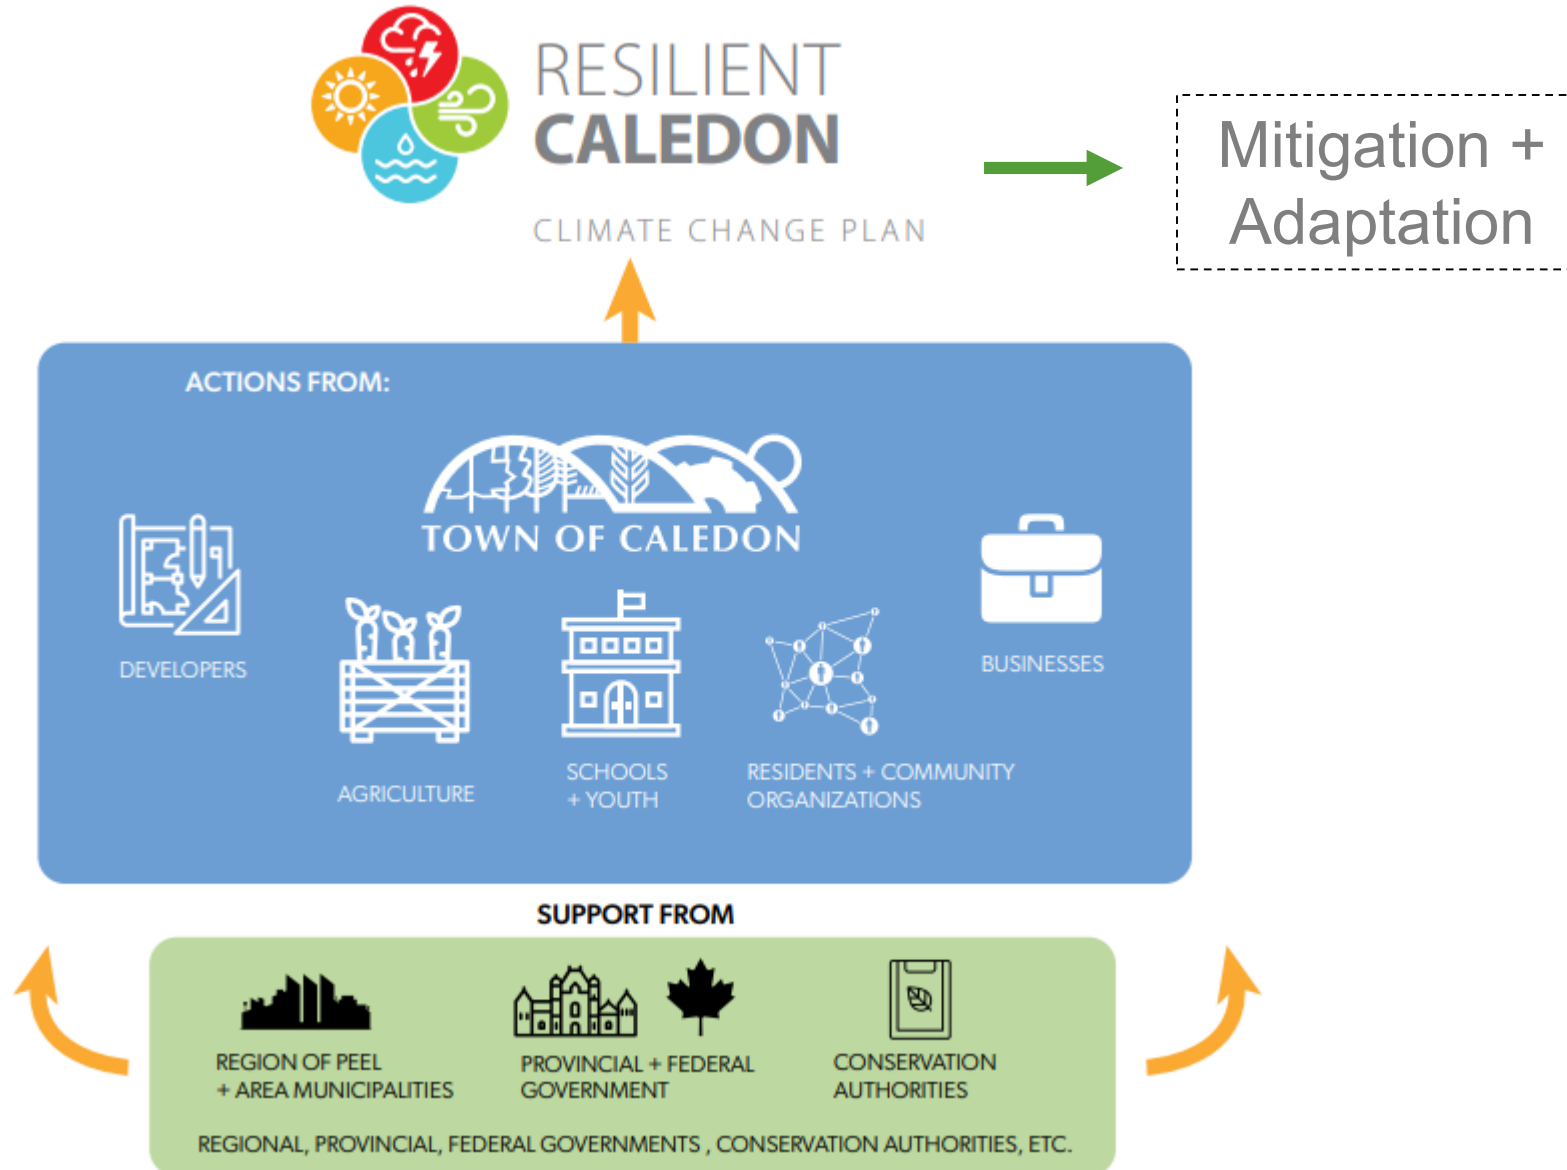 RESILIENT
CALEDON
CLIMATE CHANGE PLAN
Mitigation +
Adaptation
ACTIONS FROM:
TOWN OF CALEDON
DEVELOPERS
AGRICULTURE
SCHOOLS
+ YOUTH
RESIDENTS + COMMUNITY
ORGANIZATIONS
BUSINESSES
SUPPORT FROM
REGION OF PEEL
+ AREA MUNICIPALITIES
PROVINCIAL + FEDERAL
GOVERNMENT
CONSERVATION
AUTHORITIES
REGIONAL, PROVINCIAL, FEDERAL GOVERNMENTS , CONSERVATION AUTHORITIES, ETC.